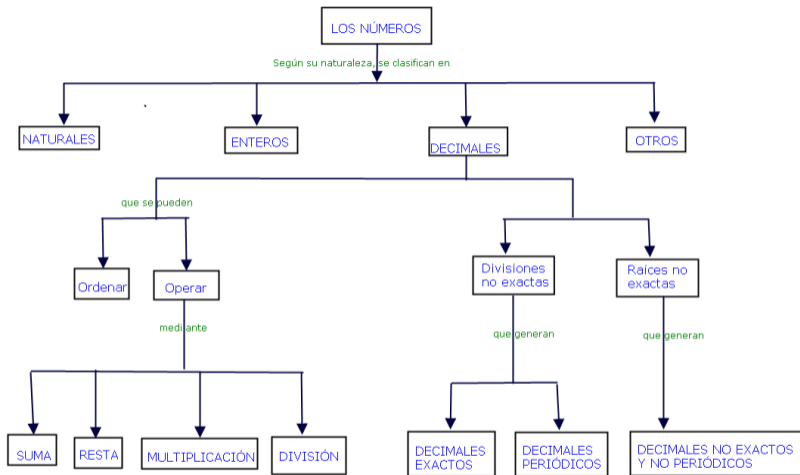 LOS NÚMEROS
Según su naturaleza, se clasifican en
NATURALES
ENTEROS
DECIMALES
OTROS
que se pueden
Ordenar
Operar
Divisiones
no exactas
Raíces no
exactas
mediante
que generan
que generan
SUMA
RESTA
MULTIPLICACIÓN
DIVISIÓN
DECIMALES
EXACTOS
DECIMALES
PERIÓDICOS
DECIMALES NO EXACTOS
Y NO PERIÓDICOS